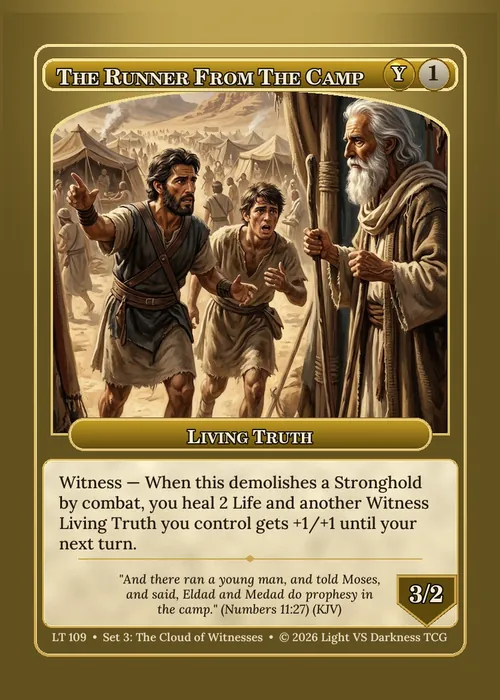 The Runner From The Camp Y 1
Living Truth
Witness — When this demolishes a Stronghold
by combat, you heal 2 Life and another Witness
Living Truth you control gets +1/+1 until your
next turn.
"And there ran a young man, and told Moses,
and said, Eldad and Medad do prophesy in
the camp." (Numbers 11:27) (KJV)
3/2
LT 109 • Set 3: The Cloud of Witnesses • © 2026 Light VS Darkness TCG